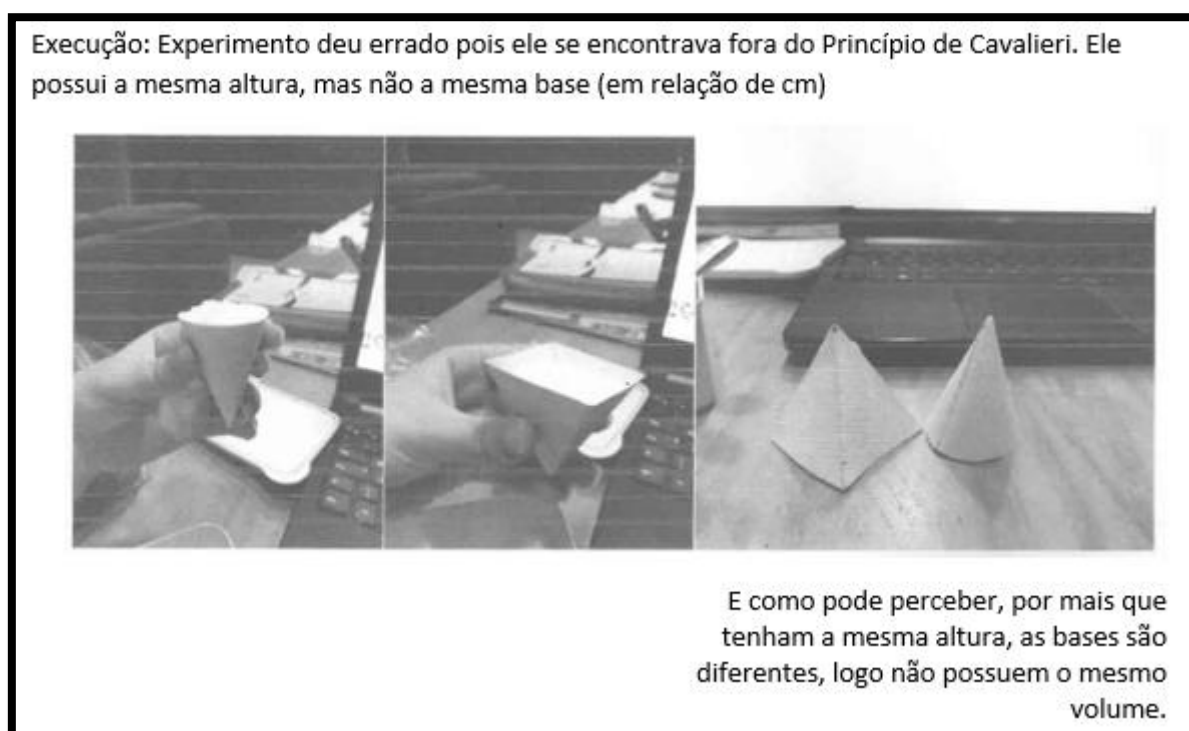 Execução: Experimento deu errado pois ele se encontrava fora do Princípio de Cavalieri. Ele
possui a mesma altura, mas não a mesma base (em relação de cm)
E como pode perceber, por mais que
tenham a mesma altura, as bases são
diferentes, logo não possuem o mesmo
volume.